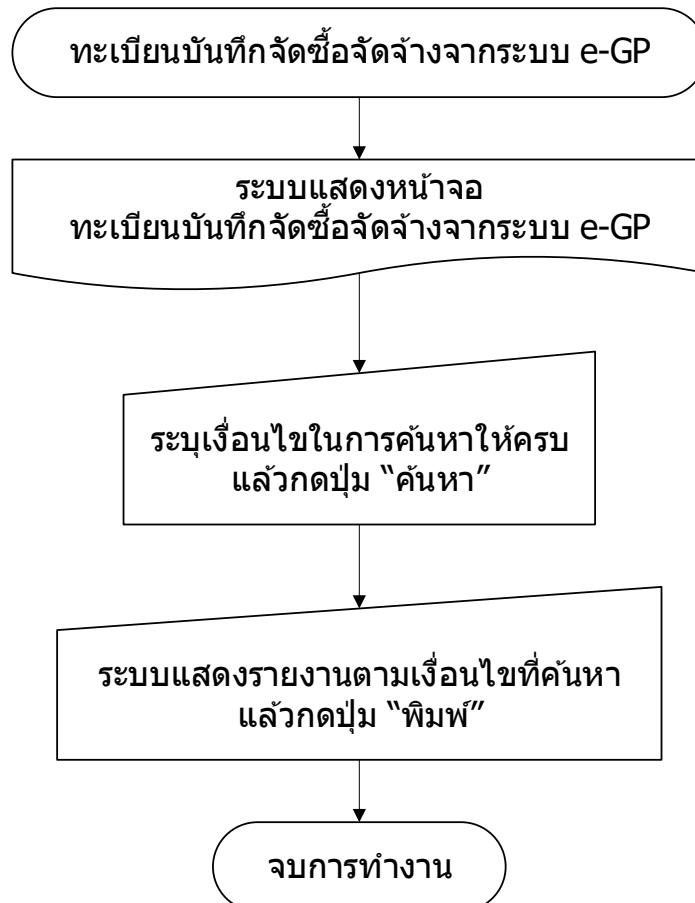 ทะเบียนบันทึกจัดซื้อจัดจ้างจากระบบ e-GP
ระบบแสดงหน้าจอ
ทะเบียนบันทึกจัดซื้อจัดจ้างจากระบบ e-GP
ระบุเงื่อนไขในการค้นหาให้ครบ
แล้วกดปุ่ม “ค้นหา”
ระบบแสดงรายงานตามเงื่อนไขที่ค้นหา
แล้วกดปุ่ม “พิมพ์”
จบการทำงาน